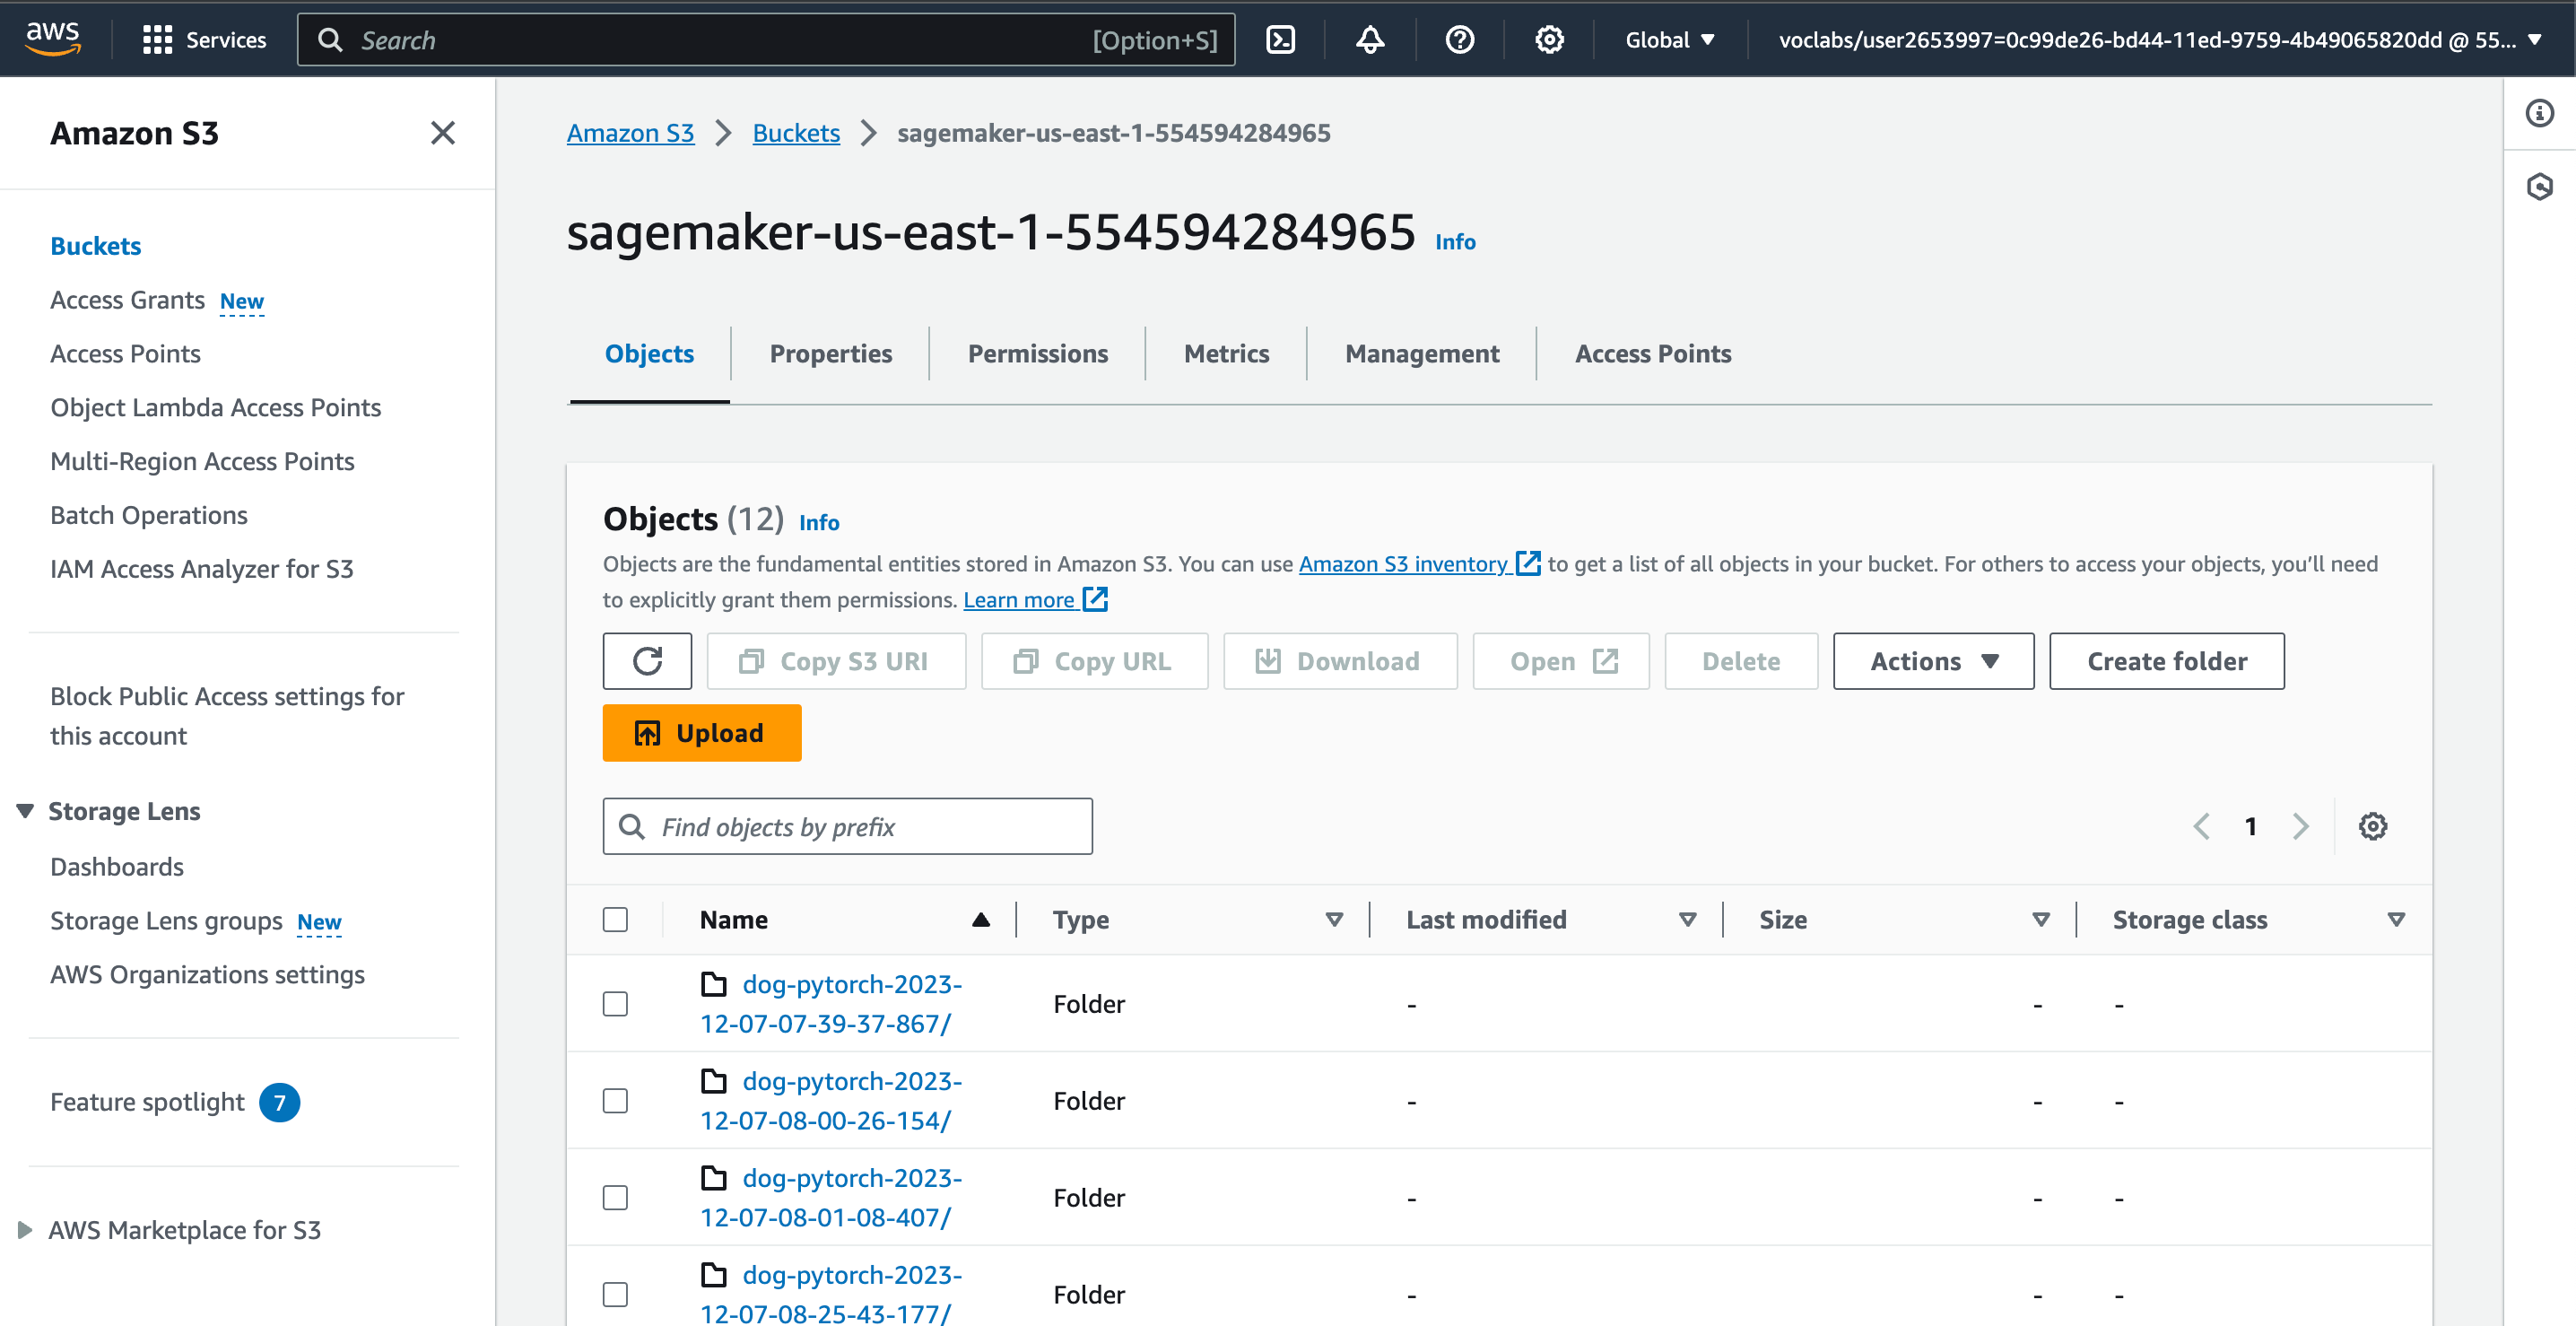 aws
Services
Search
[Option+S]
Global
voclabs/user2653997=0c99de26-bd44-11ed-9759-4b49065820dd @ 55...
Amazon S3
Buckets
Access Grants New
Access Points
Object Lambda Access Points
Multi-Region Access Points
Batch Operations
IAM Access Analyzer for S3
Block Public Access settings for
this account
Storage Lens
Dashboards
Storage Lens groups New
AWS Organizations settings
Feature spotlight 7
AWS Marketplace for S3
Amazon S3 > Buckets > sagemaker-us-east-1-554594284965
sagemaker-us-east-1-554594284965 Info
Objects Properties Permissions Metrics Management Access Points
Objects (12) Info
Objects are the fundamental entities stored in Amazon S3. You can use Amazon S3 inventory to get a list of all objects in your bucket. For others to access your objects, you’ll need
to explicitly grant them permissions. Learn more
Copy S3 URI Copy URL Download Open Delete Actions Create folder
Upload
Find objects by prefix
1
Name Type Last modified Size Storage class
dog-pytorch-2023-
12-07-07-39-37-867/
Folder - - -
dog-pytorch-2023-
12-07-08-00-26-154/
Folder - - -
dog-pytorch-2023-
12-07-08-01-08-407/
Folder - - -
dog-pytorch-2023-
12-07-08-25-43-177/
Folder - - -